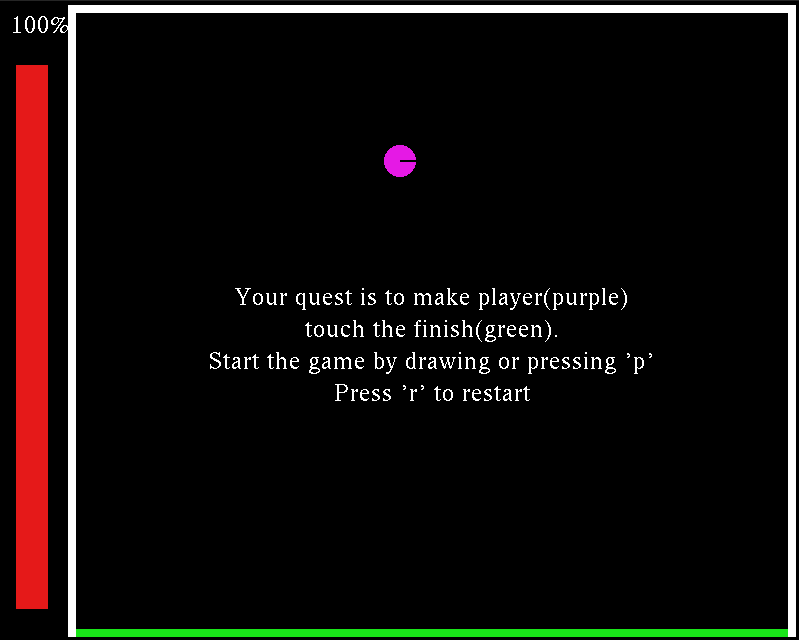 100%
Your quest is to make player(purple)
touch the finish(green).
Start the game by drawing or pressing 'p'
Press 'r' to restart